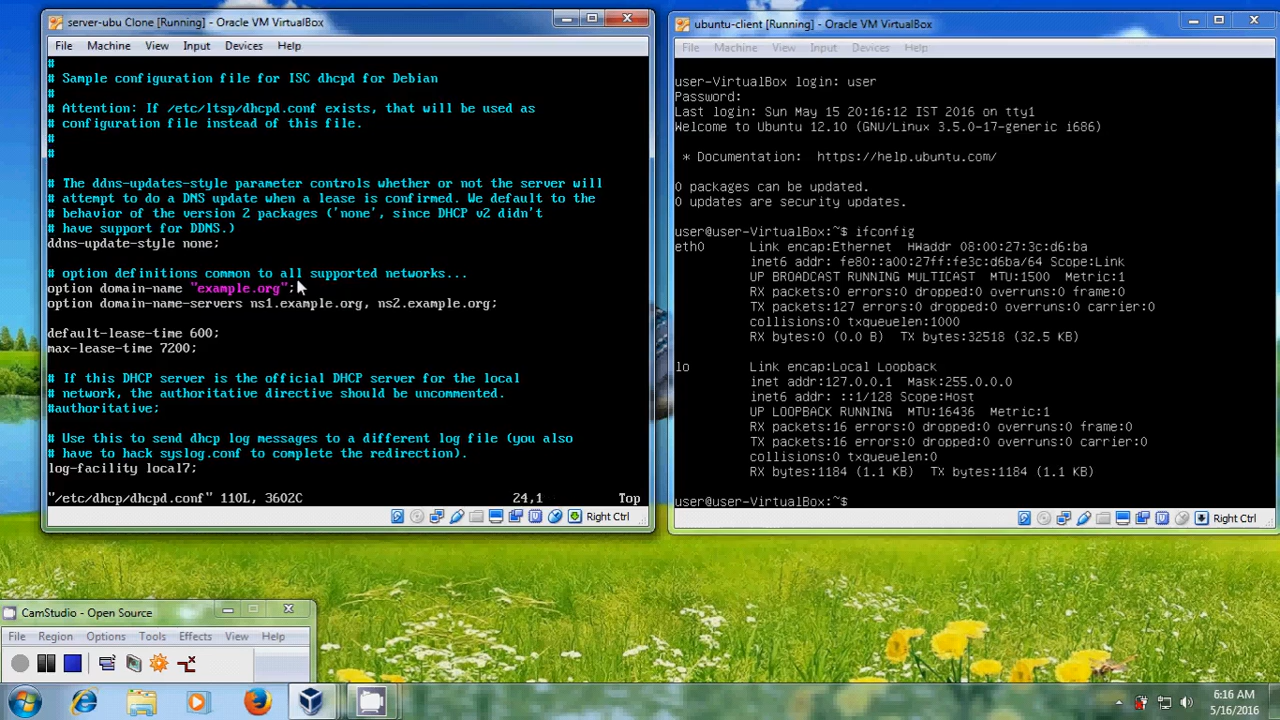 server-ubu Clone [Running] - Oracle VM VirtualBox
File Machine View Input Devices Help
#
# Sample configuration file for ISC dhcpd for Debian
#
# Attention: If /etc/ltsp/dhcpd.conf exists, that will be used as
# configuration file instead of this file.
#
#
# The ddns-updates-style parameter controls whether or not the server will
# attempt to do a DNS update when a lease is confirmed. We default to the
# behavior of the version 2 packages ('none', since DHCP v2 didn't
# have support for DDNS.)
ddns-update-style none;
# option definitions common to all supported networks...
option domain-name "example.org";
option domain-name-servers ns1.example.org, ns2.example.org;
default-lease-time 600;
max-lease-time 7200;
# If this DHCP server is the official DHCP server for the local
# network, the authoritative directive should be uncommented.
#authoritative;
# Use this to send dhcp log messages to a different log file (you also
# have to hack syslog.conf to complete the redirection).
log-facility local7;
"/etc/dhcp/dhcpd.conf" 110L, 3602C 24,1 Top
Right Ctrl
ubuntu-client [Running] - Oracle VM VirtualBox
File Machine View Input Devices Help
user-VirtualBox login: user
Password:
Last login: Sun May 15 20:16:12 IST 2016 on tty1
Welcome to Ubuntu 12.10 (GNU/Linux 3.5.0-17-generic i686)
* Documentation: https://help.ubuntu.com/
0 packages can be updated.
0 updates are security updates.
user@user-VirtualBox:~$ ifconfig
eth0 Link encap:Ethernet HWaddr 08:00:27:3c:d6:ba
inet6 addr: fe80::a00:27ff:fe3c:d6ba/64 Scope:Link
UP BROADCAST RUNNING MULTICAST MTU:1500 Metric:1
RX packets:0 errors:0 dropped:0 overruns:0 frame:0
TX packets:127 errors:0 dropped:0 overruns:0 carrier:0
collisions:0 txqueuelen:1000
RX bytes:0 (0.0 B) TX bytes:32518 (32.5 KB)
lo Link encap:Local Loopback
inet addr:127.0.0.1 Mask:255.0.0.0
inet6 addr: ::1/128 Scope:Host
UP LOOPBACK RUNNING MTU:16436 Metric:1
RX packets:16 errors:0 dropped:0 overruns:0 frame:0
TX packets:16 errors:0 dropped:0 overruns:0 carrier:0
collisions:0 txqueuelen:0
RX bytes:1184 (1.1 KB) TX bytes:1184 (1.1 KB)
user@user-VirtualBox:~$
Right Ctrl
CamStudio - Open Source
File Region Options Tools Effects View Help
6:16 AM
5/16/2016